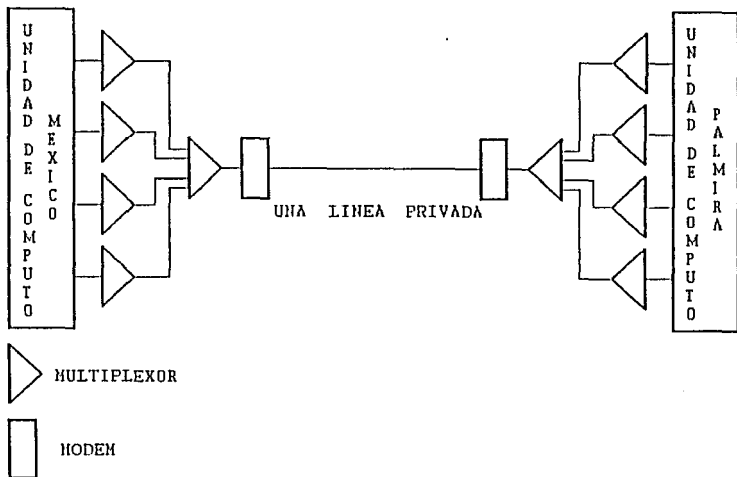 UNIDAD DE COMPUTO
MEXICO
UNA LINEA PRIVADA
UNIDAD DE COMPUTO
PALMIRA
MULTIPLEXOR
MODEM